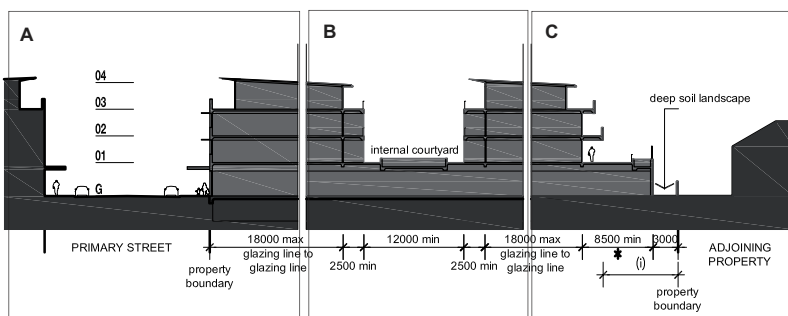 A
B
C
04
03
02
01
G
deep soil landscape
internal courtyard
PRIMARY STREET
18000 max
glazing line to
glazing line
2500 min
12000 min
2500 min
18000 max
glazing line to
glazing line
8500 min
3000
*
(i)
ADJOINING
PROPERTY
property
boundary
property
boundary